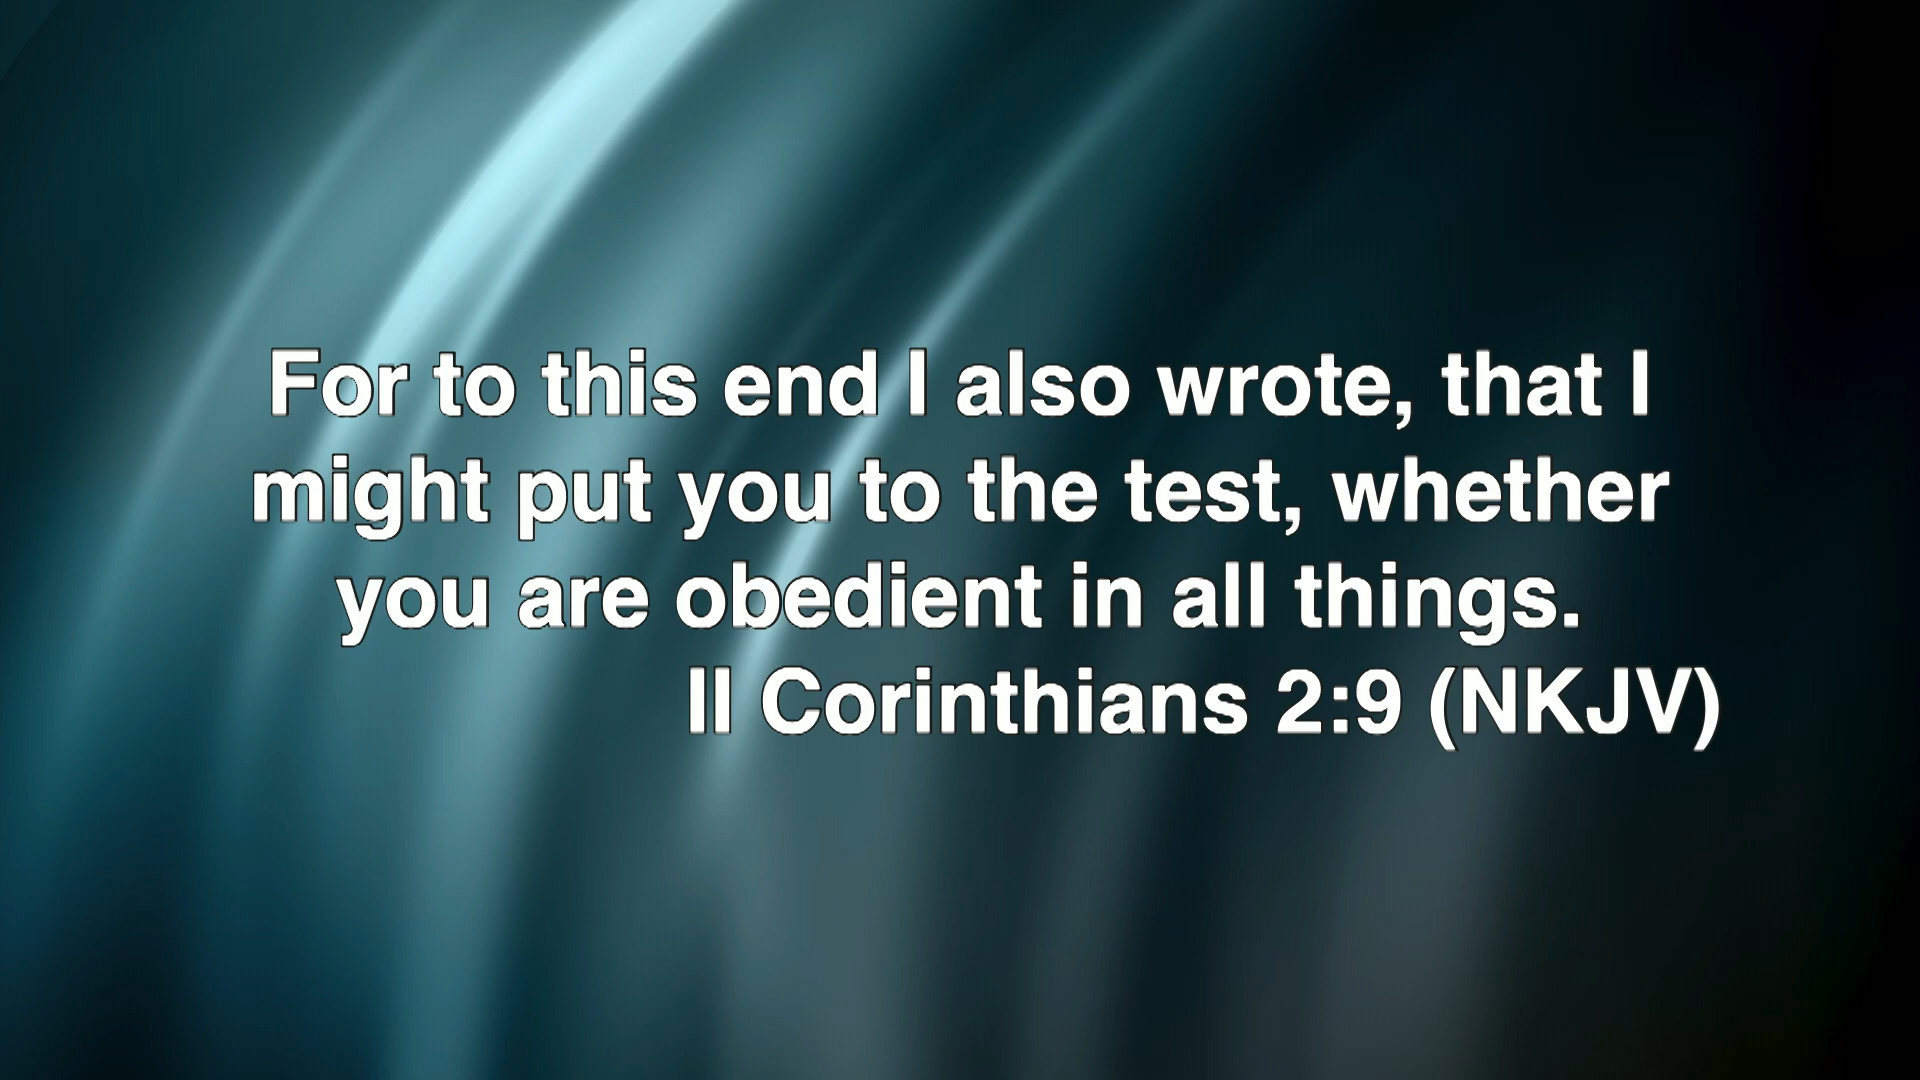 For to this end I also wrote, that I
might put you to the test, whether
you are obedient in all things.
II Corinthians 2:9 (NKJV)